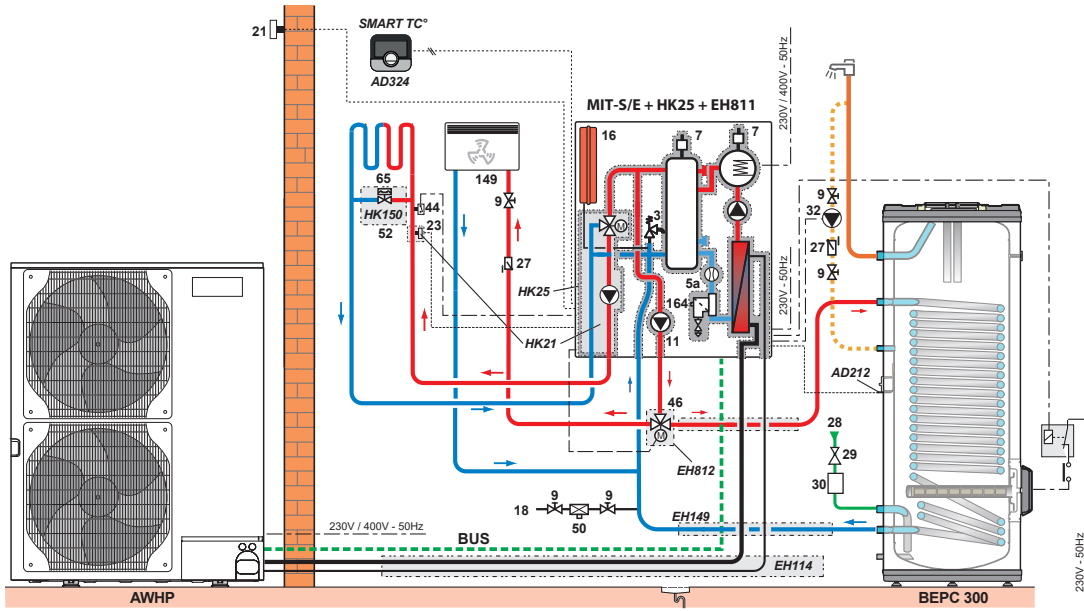 21
SMART TC°
AD324
230V / 400V - 50Hz
MIT-S/E + HK25 + EH811
16
7
7
65
HK150
44
52
23
149
9
27
3
M
5a
164
HK25
HK21
11
46
M
EH812
230V - 50Hz
9
32
27
9
AD212
28
29
30
18
9
50
9
EH149
230V / 400V - 50Hz
BUS
EH114
AWHP
BEPC 300
230V - 50Hz